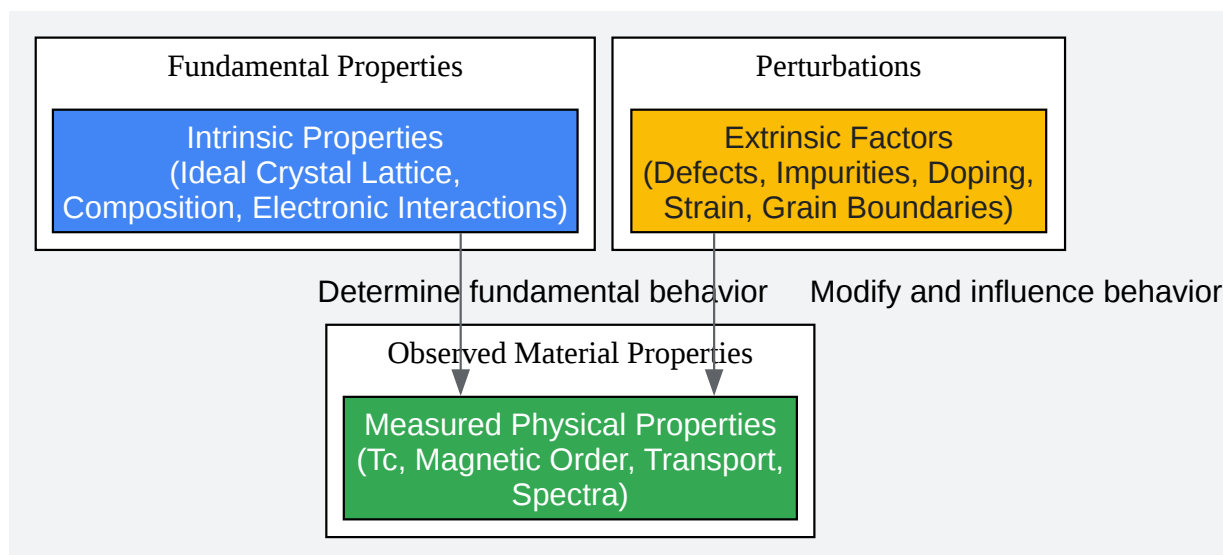 Fundamental Properties
Intrinsic Properties
(Ideal Crystal Lattice,
Composition, Electronic Interactions)
Perturbations
Extrinsic Factors
(Defects, Impurities, Doping,
Strain, Grain Boundaries)
Determine fundamental behavior
Modify and influence behavior
Observed Material Properties
Measured Physical Properties
(Tc, Magnetic Order, Transport,
Spectra)